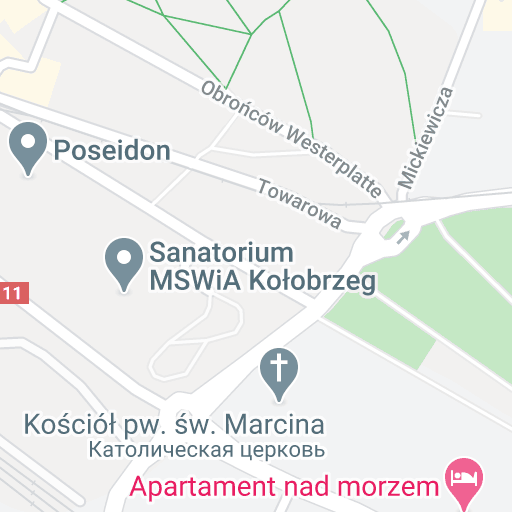 Obrońców Westerplatte
Mickiewicza
Poseidon
Towarowa
Sanatorium
MSWiA Kołobrzeg
11
Kościół pw. św. Marcina
Католическая церковь
Apartament nad morzem